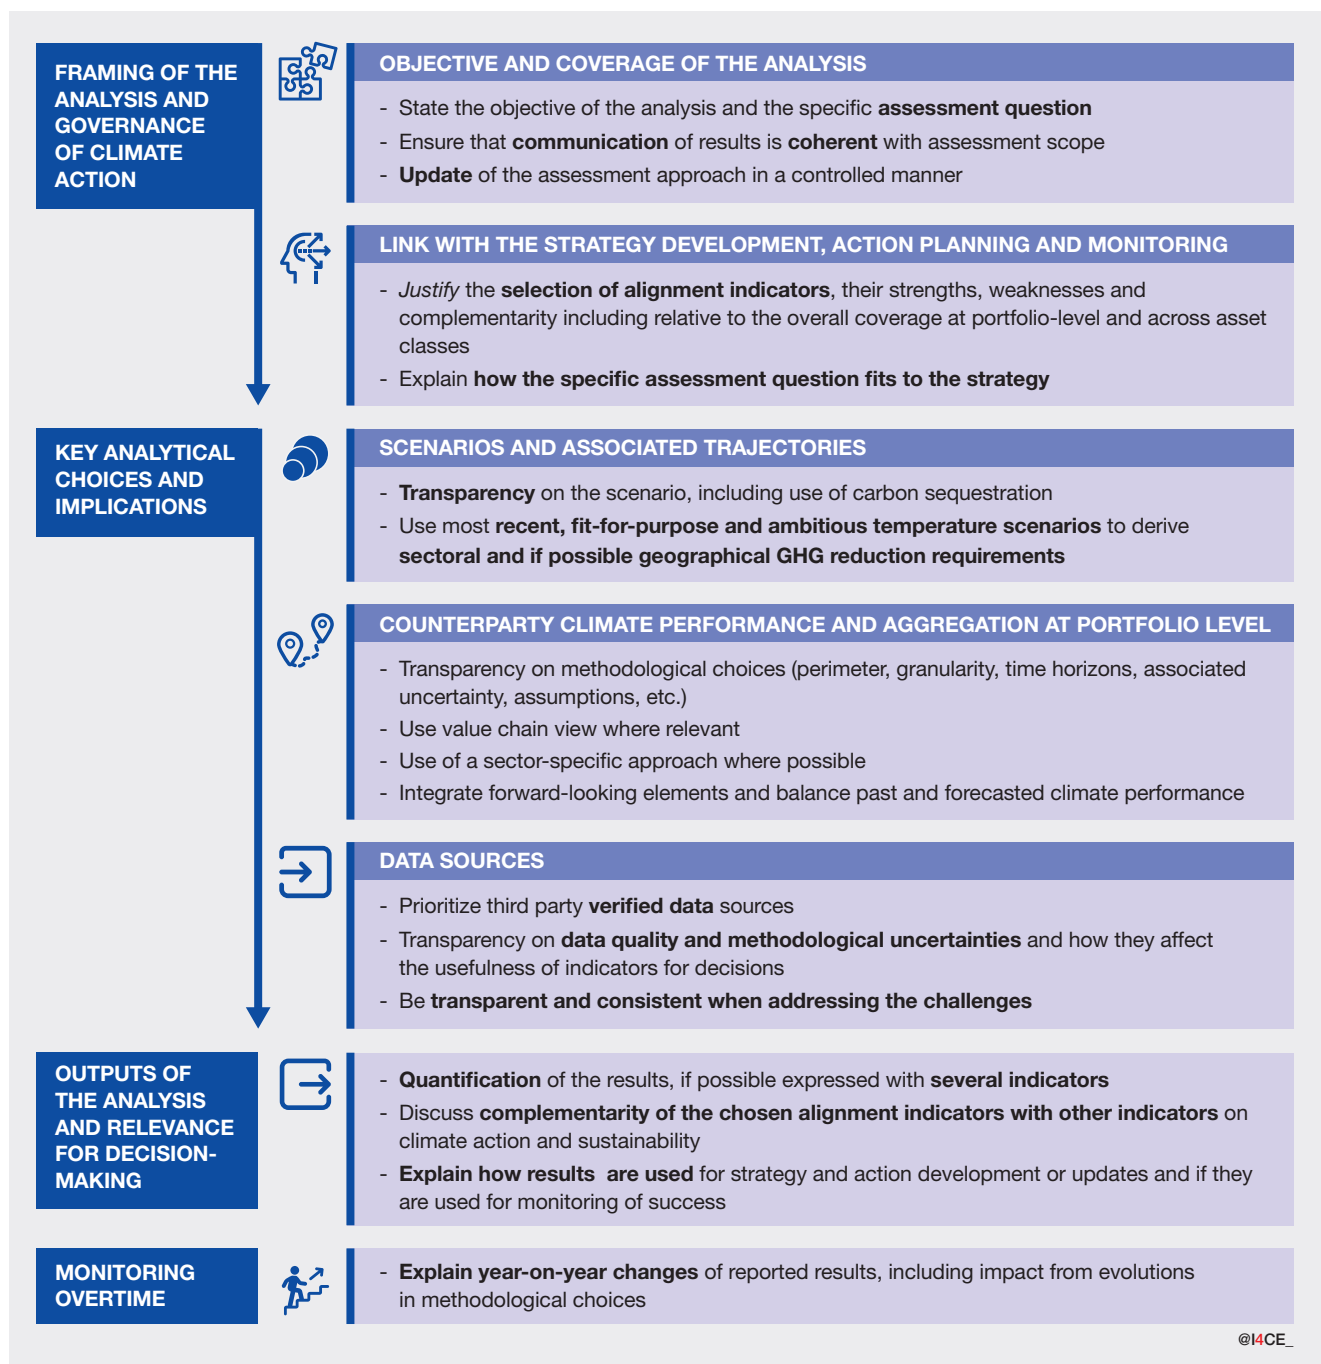 FRAMING OF THE
ANALYSIS AND
GOVERNANCE
OF CLIMATE
ACTION
OBJECTIVE AND COVERAGE OF THE ANALYSIS
- State the objective of the analysis and the specific assessment question
- Ensure that communication of results is coherent with assessment scope
- Update of the assessment approach in a controlled manner
LINK WITH THE STRATEGY DEVELOPMENT, ACTION PLANNING AND MONITORING
- Justify the selection of alignment indicators, their strengths, weaknesses and
complementarity including relative to the overall coverage at portfolio-level and across asset
classes
- Explain how the specific assessment question fits to the strategy
KEY ANALYTICAL
CHOICES AND
IMPLICATIONS
SCENARIOS AND ASSOCIATED TRAJECTORIES
- Transparency on the scenario, including use of carbon sequestration
- Use most recent, fit-for-purpose and ambitious temperature scenarios to derive
sectoral and if possible geographical GHG reduction requirements
COUNTERPARTY CLIMATE PERFORMANCE AND AGGREGATION AT PORTFOLIO LEVEL
- Transparency on methodological choices (perimeter, granularity, time horizons, associated
uncertainty, assumptions, etc.)
- Use value chain view where relevant
- Use of a sector-specific approach where possible
- Integrate forward-looking elements and balance past and forecasted climate performance
DATA SOURCES
- Prioritize third party verified data sources
- Transparency on data quality and methodological uncertainties and how they affect
the usefulness of indicators for decisions
- Be transparent and consistent when addressing the challenges
OUTPUTS OF
THE ANALYSIS
AND RELEVANCE
FOR DECISION-
MAKING
- Quantification of the results, if possible expressed with several indicators
- Discuss complementarity of the chosen alignment indicators with other indicators on
climate action and sustainability
- Explain how results are used for strategy and action development or updates and if they
are used for monitoring of success
MONITORING
OVERTIME
- Explain year-on-year changes of reported results, including impact from evolutions
in methodological choices
@I4CE_